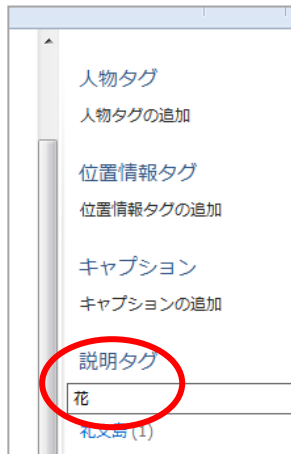 人物タグ
人物タグの追加
位置情報タグ
位置情報タグの追加
キャプション
キャプションの追加
説明タグ
花
礼文島 (1)